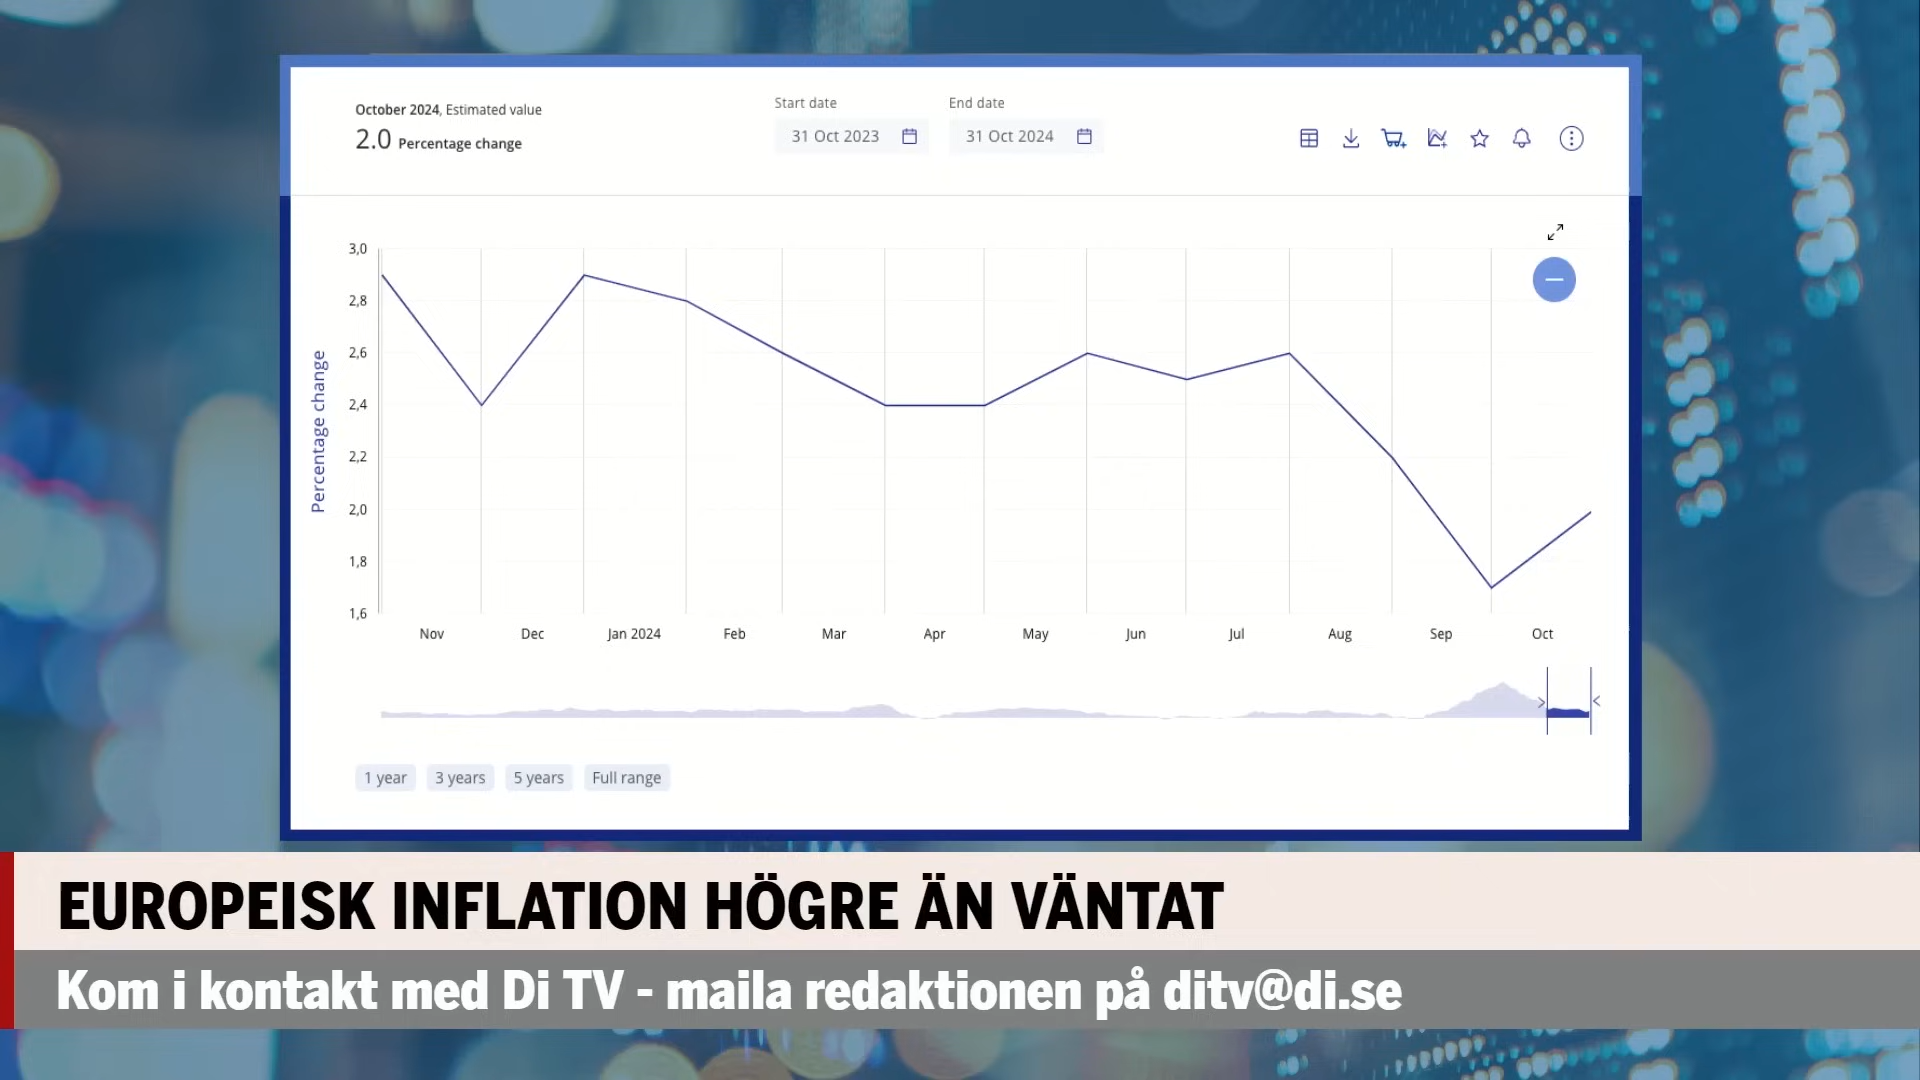 October 2024, Estimated value
2.0 Percentage change
Start date
31 Oct 2023
End date
31 Oct 2024
Percentage change
3,0
2,8
2,6
2,4
2,2
2,0
1,8
1,6
Nov Dec Jan 2024 Feb Mar Apr May Jun Jul Aug Sep Oct
1 year 3 years 5 years Full range
EUROPEISK INFLATION HÖGRE ÄN VÄNTAT
Kom i kontakt med Di TV - maila redaktionen på ditv@di.se